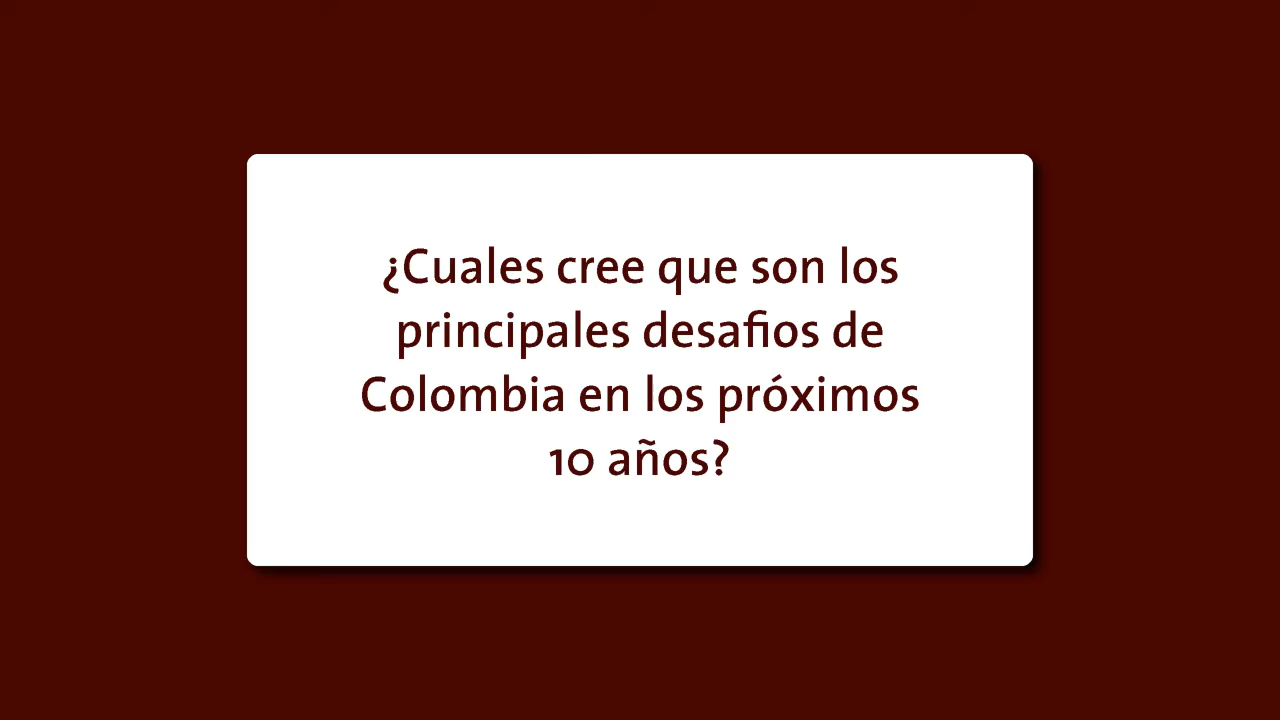 ¿Cuales cree que son los
principales desafios de
Colombia en los próximos
10 años?